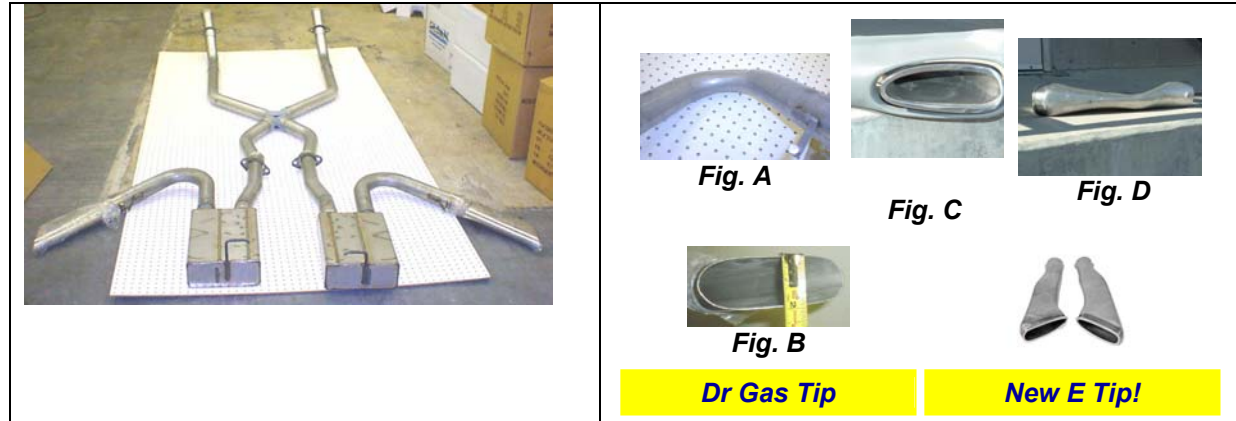 Fig. A
Fig. C
Fig. D
Fig. B
Dr Gas Tip
New E Tip!